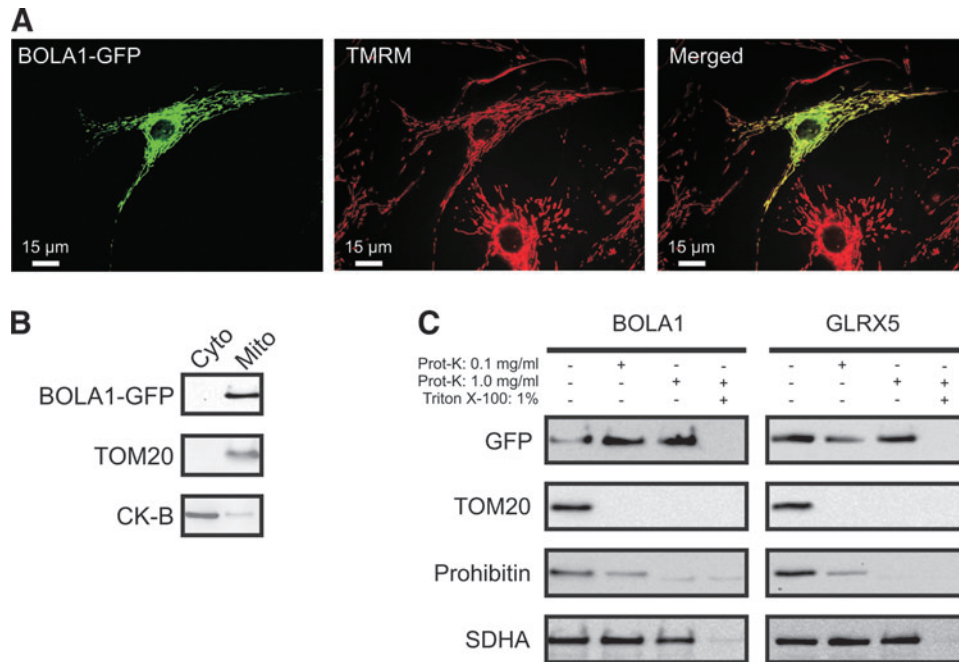 A
BOLA1-GFP
TMRM
Merged
15 µm
15 µm
15 µm
B
Cyto
Mito
BOLA1-GFP
TOM20
CK-B
C
BOLA1
GLRX5
Prot-K: 0.1 mg/ml - + - - - + - -
Prot-K: 1.0 mg/ml - - + + - - + +
Triton X-100: 1% - - - + - - - +
GFP
TOM20
Prohibitin
SDHA